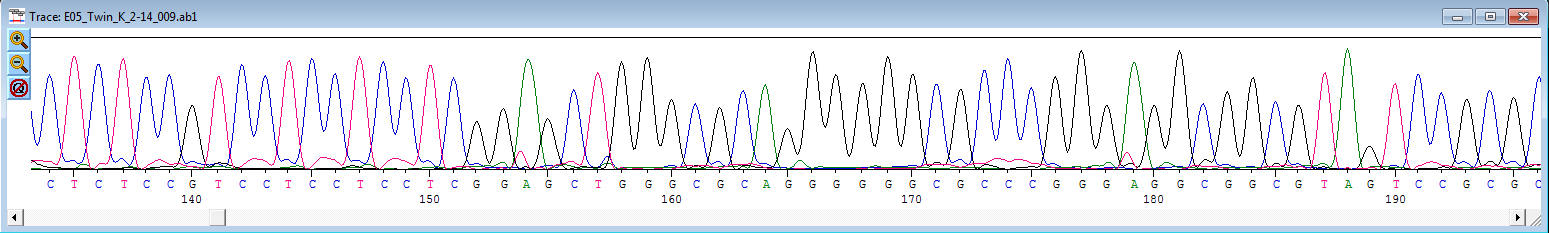 Trace: E05_Twin_K_2-14_009.ab1
C T C T C C G T C C T C C T C C T C G G A G C T G G G C G C A G G G G G G C G C C C G G G A G G C G G C G T A G T C C G C G C
140 150 160 170 180 190